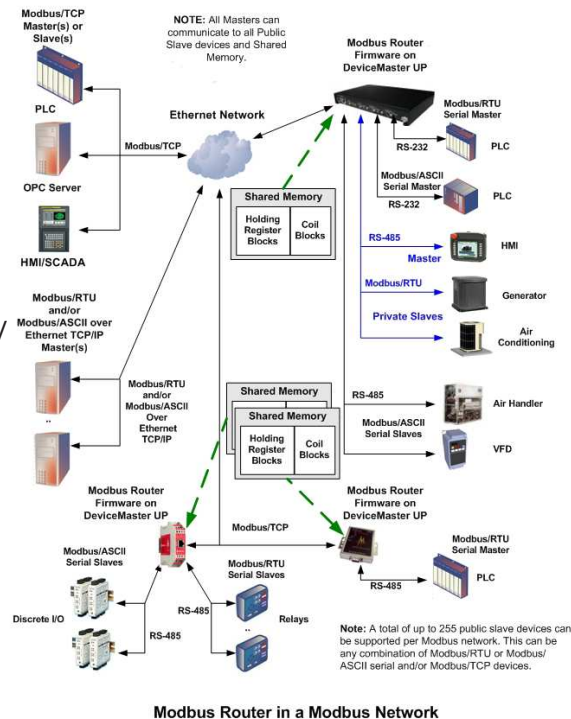 Modbus/TCP
Master(s) or
Slave(s)
PLC
OPC Server
HMI/SCADA
Modbus/TCP
Ethernet Network
NOTE: All Masters can
communicate to all Public
Slave devices and Shared
Memory.
Modbus Router
Firmware on
DeviceMaster UP
Modbus/RTU
Serial Master
RS-232
PLC
Modbus/ASCII
Serial Master
RS-232
PLC
Shared Memory
Holding
Register
Blocks
Coil
Blocks
RS-485
Master
HMI
Modbus/RTU
Generator
Private Slaves
Air
Conditioning
Modbus/RTU
and/or
Modbus/ASCII over
Ethernet TCP/IP
Master(s)
..
Modbus/RTU
and/or
Modbus/ASCII
Over
Ethernet
TCP/IP
Shared Memory
Shared Memory
Holding
Register
Blocks
Coil
Blocks
RS-485
Air Handler
Modbus/ASCII
Serial Slaves
VFD
Modbus Router
Firmware on
DeviceMaster UP
Modbus/TCP
Modbus Router
Firmware on
DeviceMaster UP
Modbus/ASCII
Serial Slaves
Discrete I/O
..
RS-485
Modbus/RTU
Serial Slaves
RS-485
Relays
..
Modbus/RTU
Serial Master
RS-485
PLC
Note: A total of up to 255 public slave devices can
be supported per Modbus network. This can be
any combination of Modbus/RTU or Modbus/
ASCII serial and/or Modbus/TCP devices.
Modbus Router in a Modbus Network